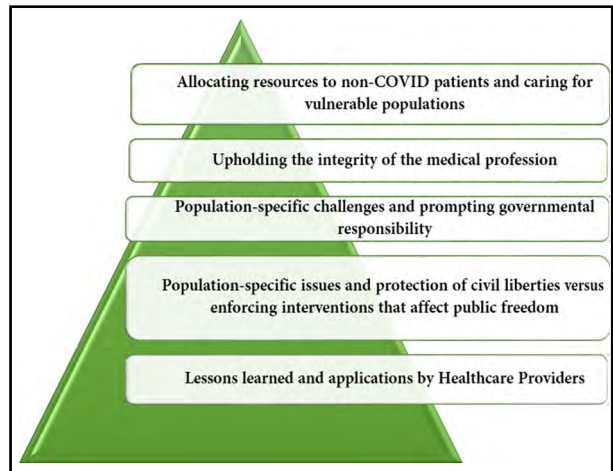 Allocating resources to non-COVID patients and caring for
vulnerable populations
Upholding the integrity of the medical profession
Population-specific challenges and prompting governmental
responsibility
Population-specific issues and protection of civil liberties versus
enforcing interventions that affect public freedom
Lessons learned and applications by Healthcare Providers